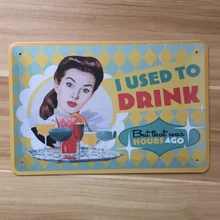 I USED TO
DRINK
But that was
HOURS AGO